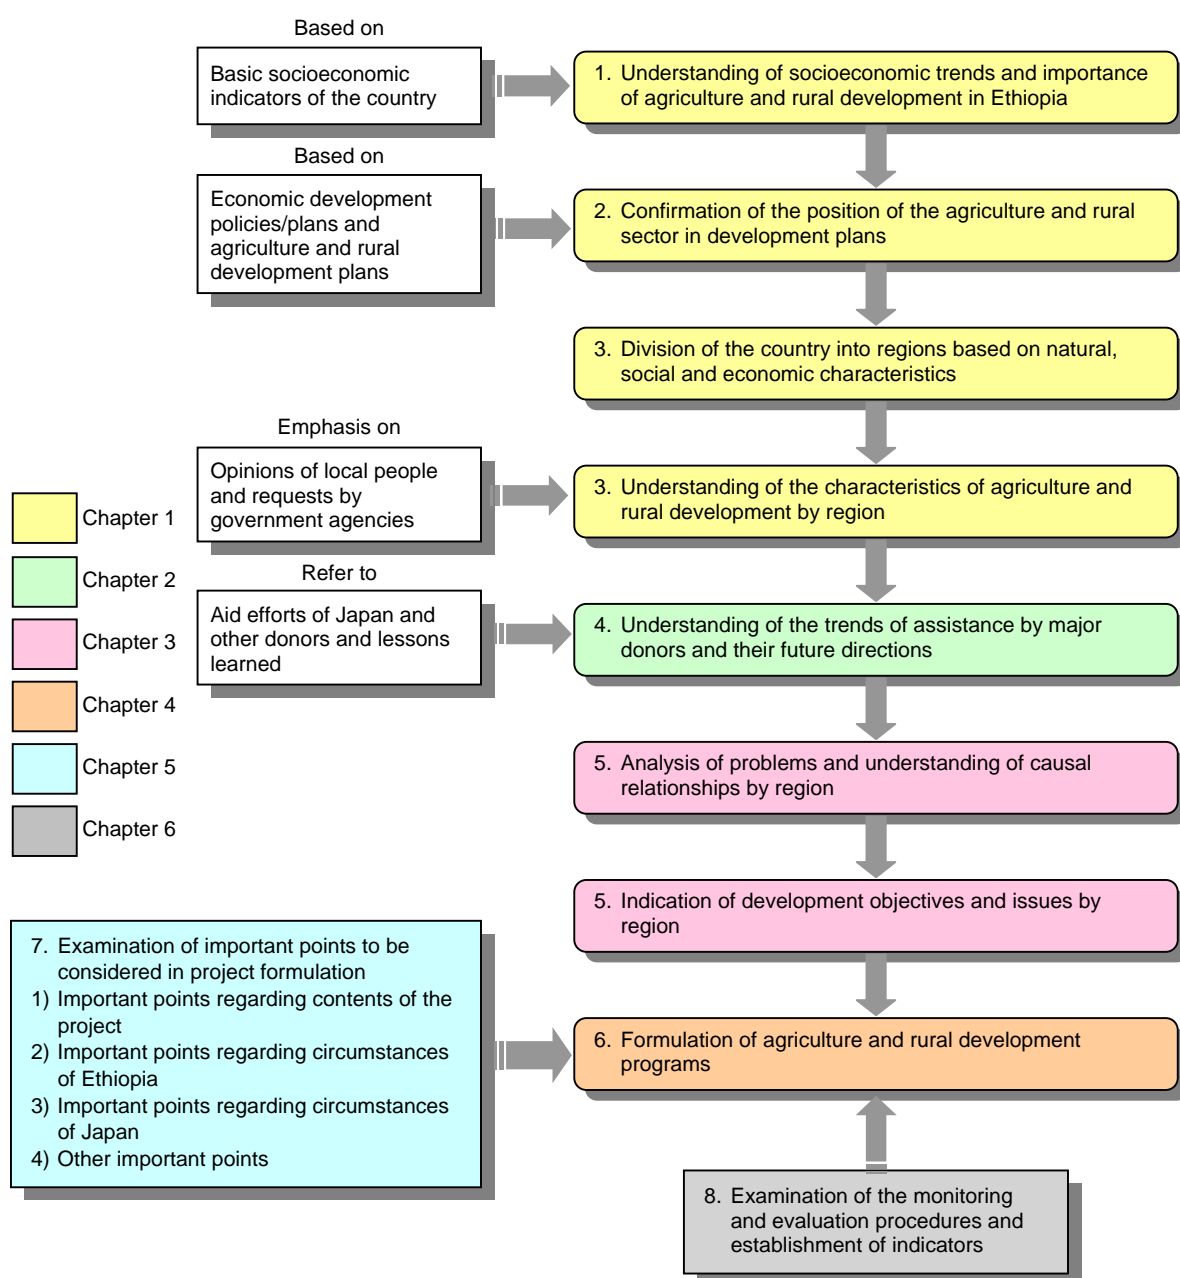 Based on
Basic socioeconomic
indicators of the country
1. Understanding of socioeconomic trends and importance
of agriculture and rural development in Ethiopia
Based on
Economic development
policies/plans and
agriculture and rural
development plans
2. Confirmation of the position of the agriculture and rural
sector in development plans
3. Division of the country into regions based on natural,
social and economic characteristics
Emphasis on
Opinions of local people
and requests by
government agencies
3. Understanding of the characteristics of agriculture and
rural development by region
Refer to
Aid efforts of Japan and
other donors and lessons
learned
4. Understanding of the trends of assistance by major
donors and their future directions
Chapter 1
Chapter 2
Chapter 3
Chapter 4
Chapter 5
Chapter 6
5. Analysis of problems and understanding of causal
relationships by region
5. Indication of development objectives and issues by
region
7. Examination of important points to be
considered in project formulation
1) Important points regarding contents of the
project
2) Important points regarding circumstances
of Ethiopia
3) Important points regarding circumstances
of Japan
4) Other important points
6. Formulation of agriculture and rural development
programs
8. Examination of the monitoring
and evaluation procedures and
establishment of indicators